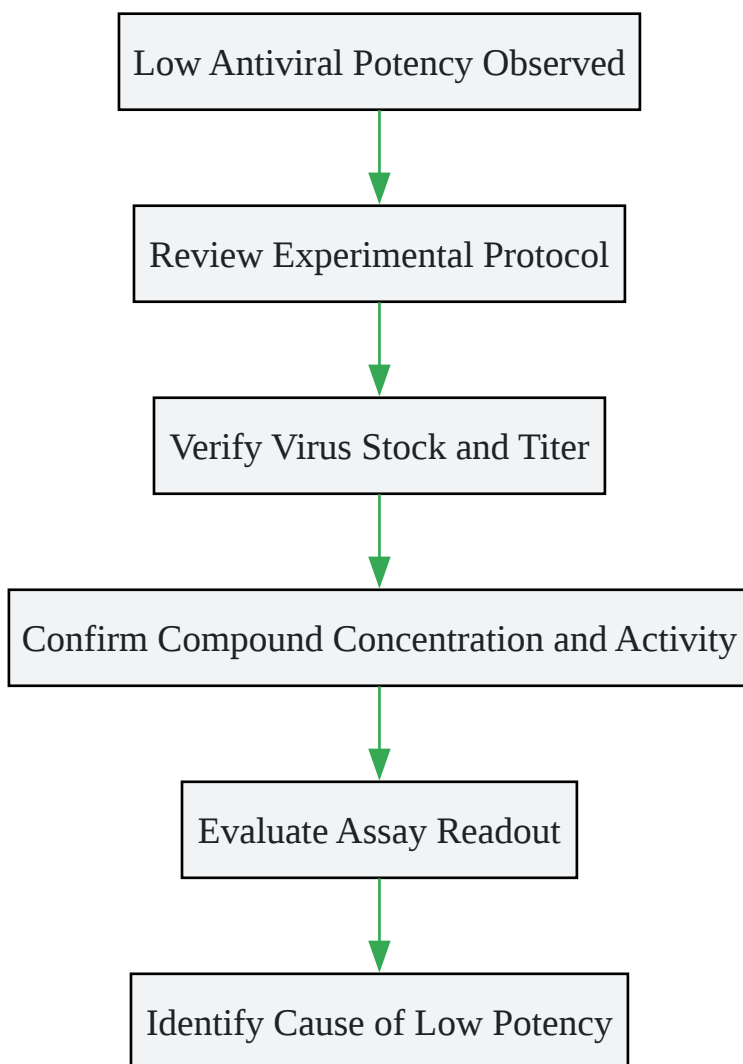 Low Antiviral Potency Observed
Review Experimental Protocol
Verify Virus Stock and Titer
Confirm Compound Concentration and Activity
Evaluate Assay Readout
Identify Cause of Low Potency